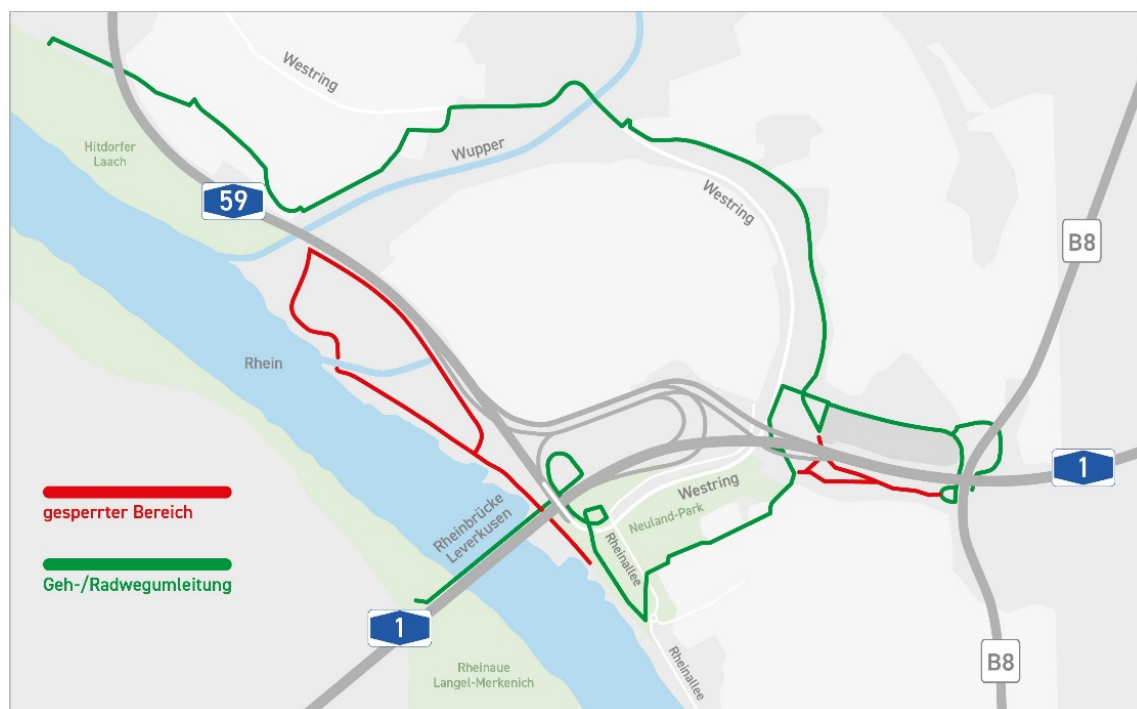 Westring
Hitdorfer
Laach
Wupper
59
Westring
B8
Rhein
1
gesperrter Bereich
Rheinbrücke
Leverkusen
Westring
Neuland-Park
Rheinallee
Geh-/Radwegumleitung
1
B8
Rheinaue
Langel-Merkenich
Rheinallee